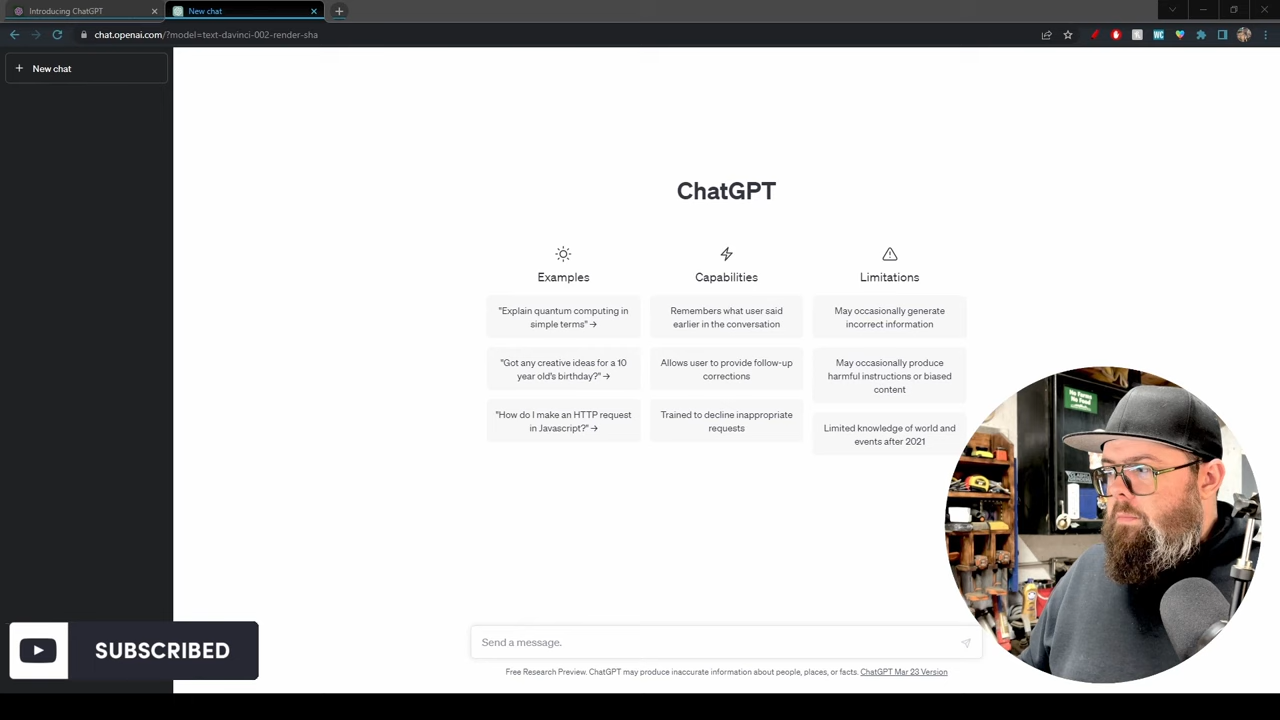 Introducing ChatGPT
New chat
chat.openai.com/?model=text-davinci-002-render-sha
New chat
ChatGPT
Examples
"Explain quantum computing in
simple terms" →
"Got any creative ideas for a 10
year old's birthday?" →
"How do I make an HTTP request
in Javascript?" →
Capabilities
Remembers what user said
earlier in the conversation
Allows user to provide follow-up
corrections
Trained to decline inappropriate
requests
Limitations
May occasionally generate
incorrect information
May occasionally produce
harmful instructions or biased
content
Limited knowledge of world and
events after 2021
No Farms
No Food
SUBSCRIBED
Send a message.
Free Research Preview. ChatGPT may produce inaccurate information about people, places, or facts. ChatGPT Mar 23 Version